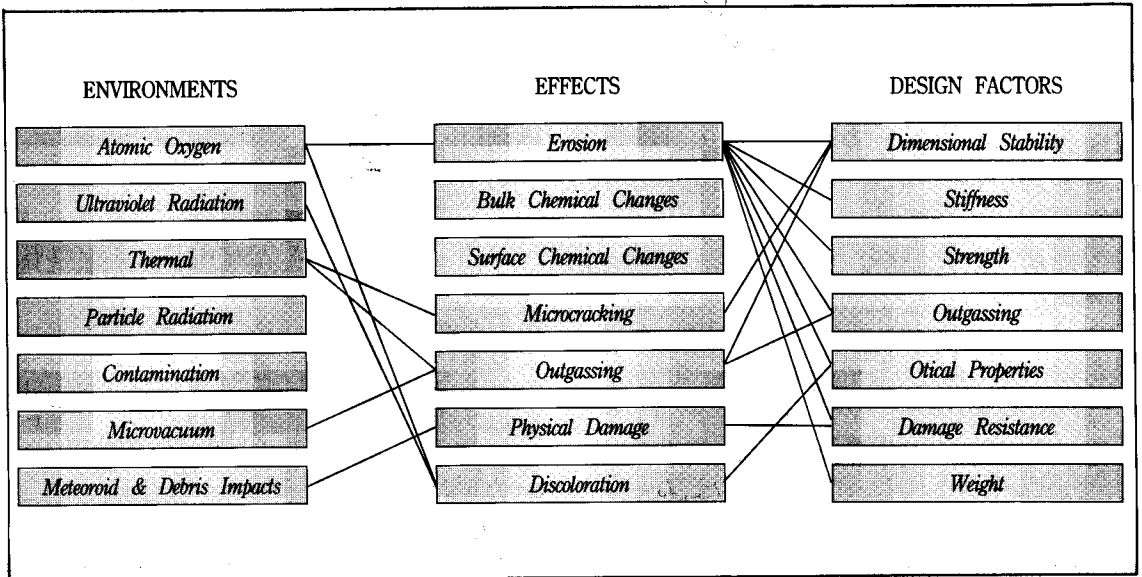 ENVIRONMENTS
Atomic Oxygen
Ultraviolet Radiation
Thermal
Particle Radiation
Contamination
Microvacuum
Meteoroid & Debris Impacts
EFFECTS
Erosion
Bulk Chemical Changes
Surface Chemical Changes
Microcracking
Outgassing
Physical Damage
Discoloration
DESIGN FACTORS
Dimensional Stability
Stiffness
Strength
Outgassing
Otical Properties
Damage Resistance
Weight